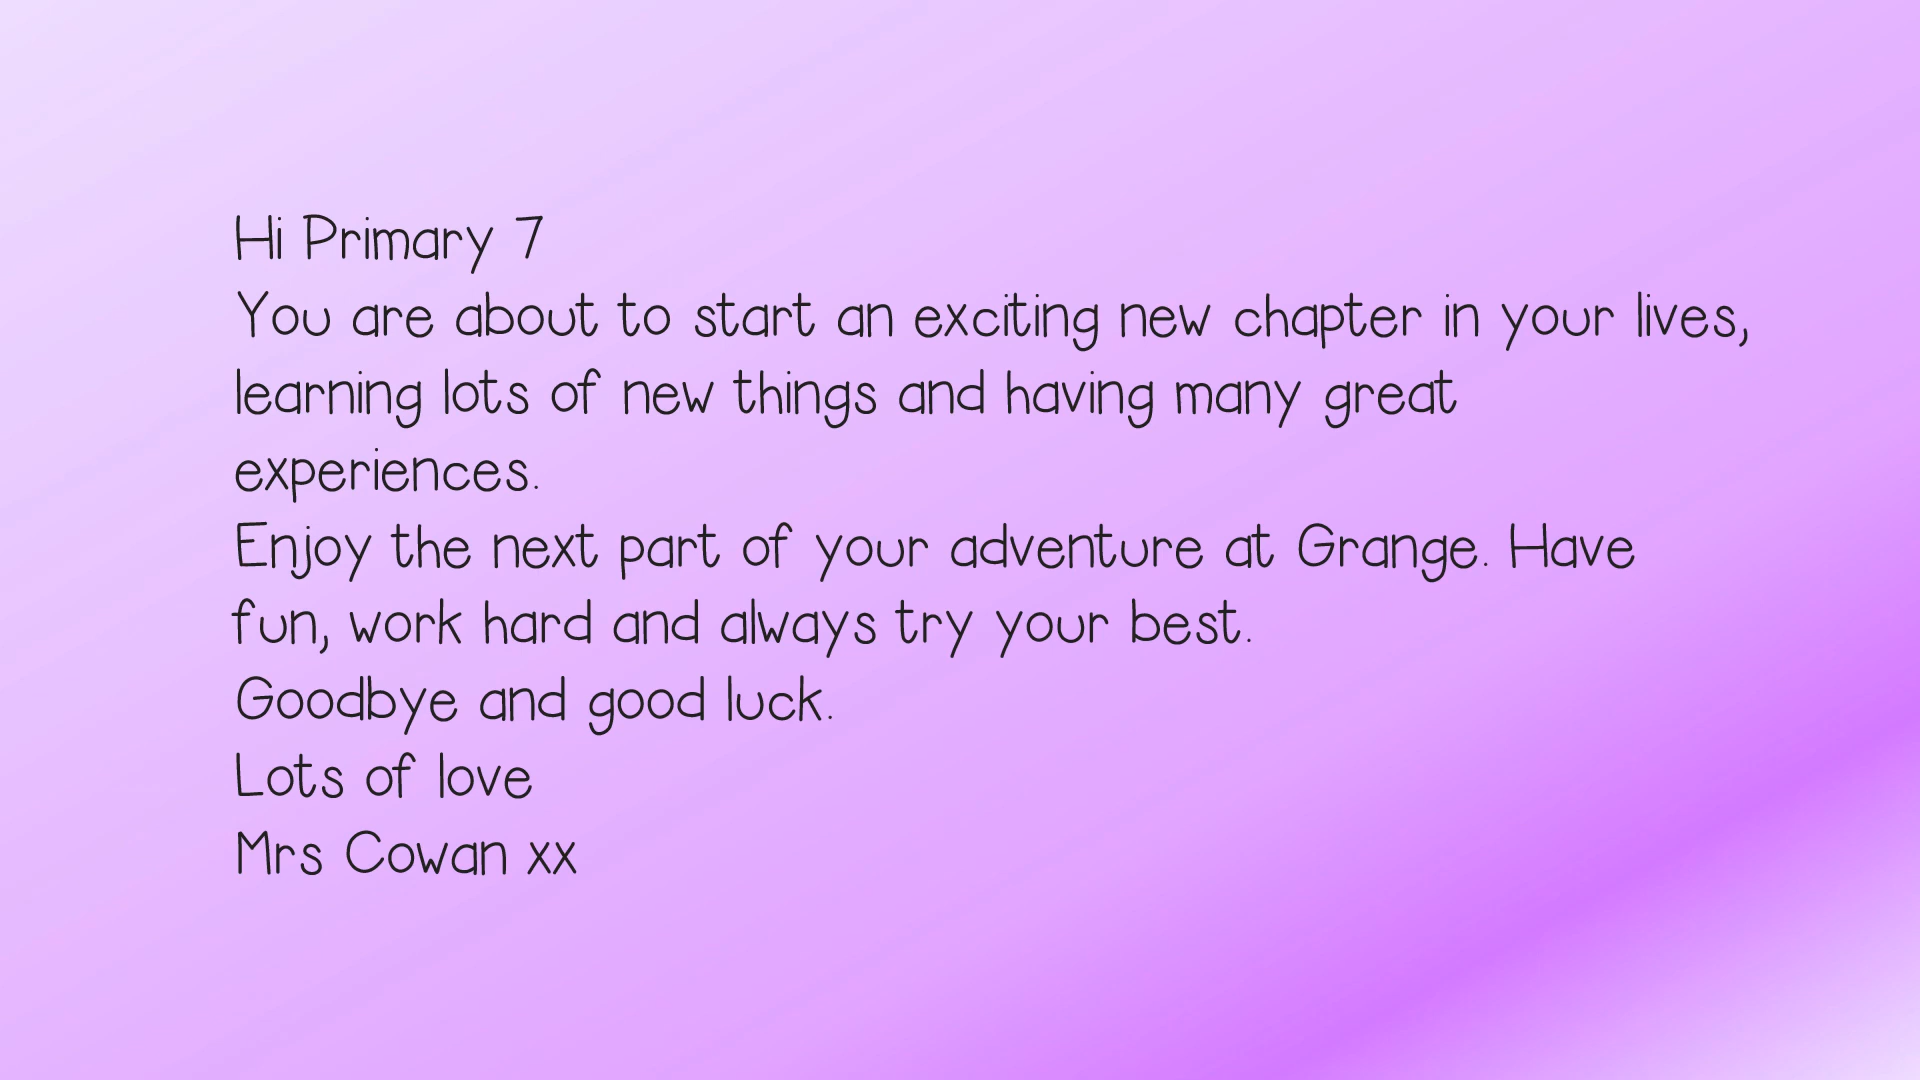 Hi Primary 7
You are about to start an exciting new chapter in your lives,
learning lots of new things and having many great
experiences.
Enjoy the next part of your adventure at Grange. Have
fun, work hard and always try your best.
Goodbye and good luck.
Lots of love
Mrs Cowan xx